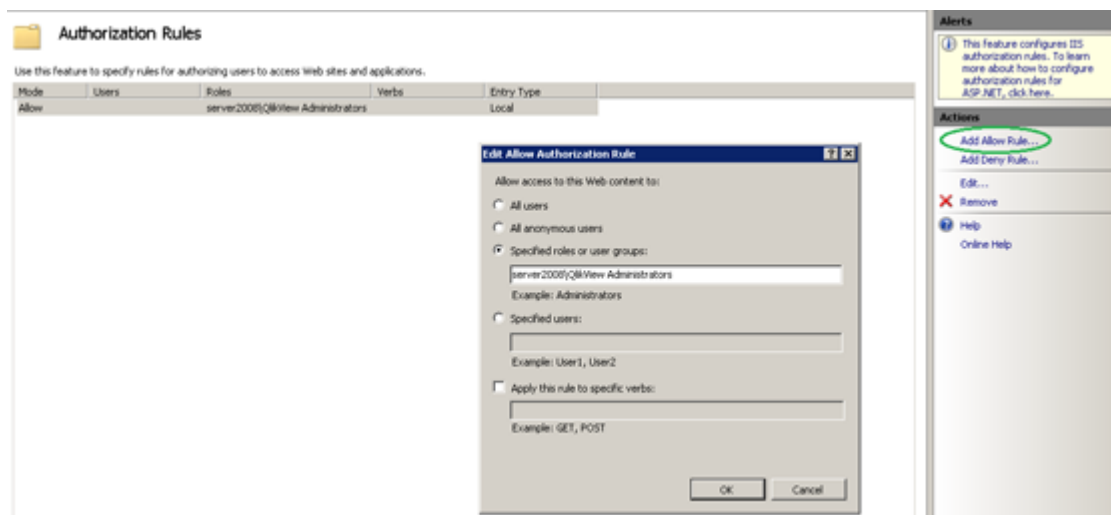 Authorization Rules
Use this feature to specify rules for authorizing users to access Web sites and applications.
Mode Users Roles Verbs Entry Type
Allow server2008\QlikView Administrators Local
Edit Allow Authorization Rule
Allow access to this Web content to:
All users
All anonymous users
Specified roles or user groups:
server2008\QlikView Administrators
Example: Administrators
Specified users:
Example: User1, User2
Apply this rule to specific verbs:
Example: GET, POST
OK Cancel
Alerts
This feature configures IIS
authorization rules. To learn
more about how to configure
authorization rules for
ASP.NET, click here.
Actions
Add Allow Rule...
Add Deny Rule...
Edit...
Remove
Help
Online Help